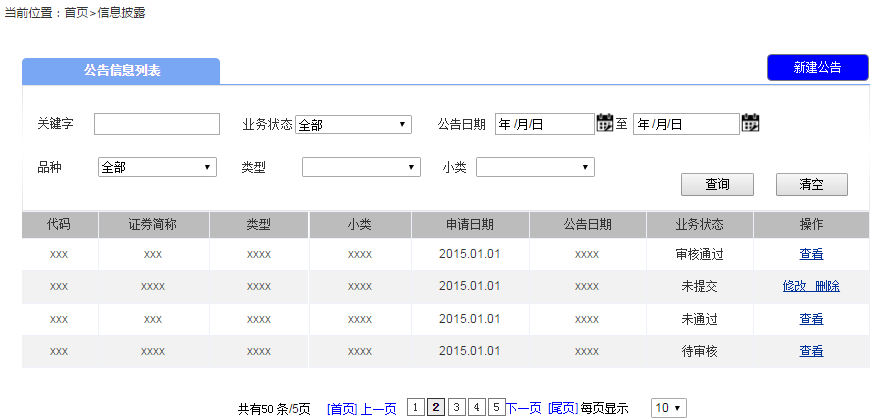 当前位置：首页>信息披露
公告信息列表 新建公告
关键字 业务状态 全部 公告日期 年 /月/日 至 年 /月/日
品种 全部 类型 小类
查询 清空
代码 证券简称 类型 小类 申请日期 公告日期 业务状态 操作
xxx xxx xxxx xxxx 2015.01.01 xxxx 审核通过 查看
xxx xxxx xxxx xxxx 2015.01.01 xxxx 未提交 修改 删除
xxx xxx xxxx xxxx 2015.01.01 xxxx 未通过 查看
xxx xxxx xxxx xxxx 2015.01.01 xxxx 待审核 查看
共有50 条/5页 [首页] 上一页 1 2 3 4 5 下一页 [尾页] 每页显示 10